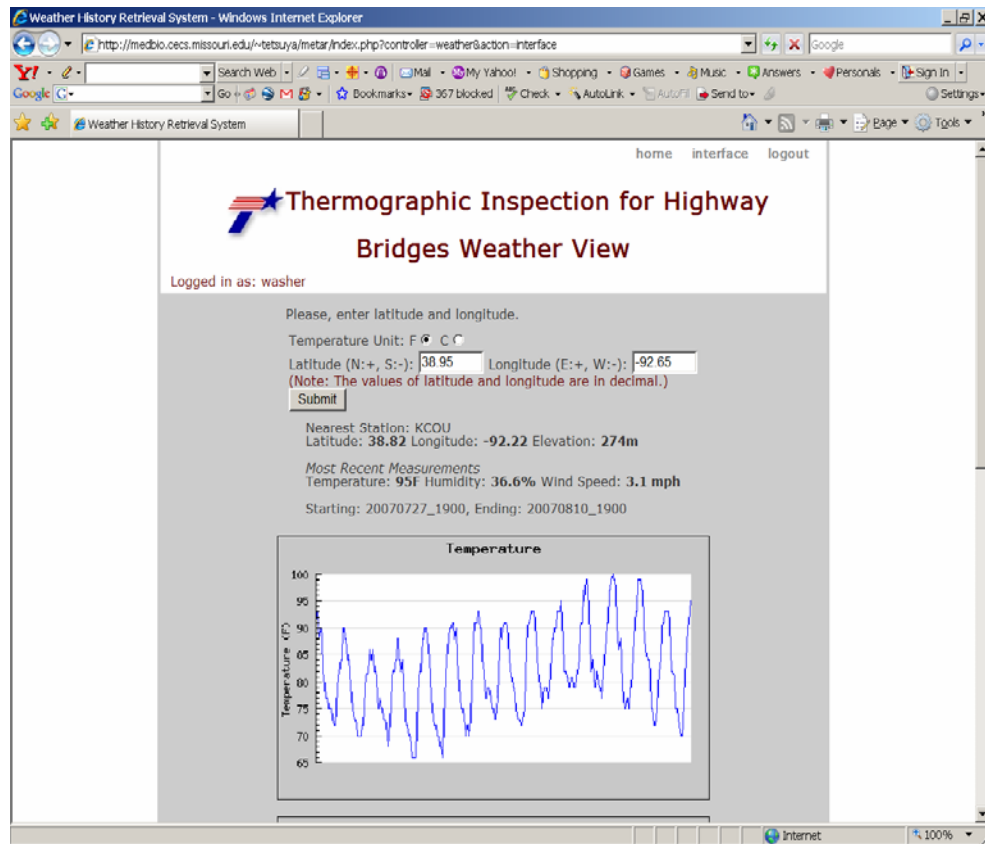 Weather History Retrieval System - Windows Internet Explorer
http://medbio.cecs.missouri.edu/~tetsuya/metar/index.php?controller=weather&action=interface
Google
Y! Search Web Mail My Yahoo! Shopping Games Music Answers Personals Sign In
Google G Go Bookmarks 367 blocked Check AutoLink AutoFill Send to Settings
Weather History Retrieval System Page Tools
home interface logout
Thermographic Inspection for Highway
Bridges Weather View
Logged in as: washer
Please, enter latitude and longitude.
Temperature Unit: F C
Latitude (N:+, S:-): 38.95 Longitude (E:+, W:-): -92.65
(Note: The values of latitude and longitude are in decimal.)
Submit
Nearest Station: KCOU
Latitude: 38.82 Longitude: -92.22 Elevation: 274m
Most Recent Measurements
Temperature: 95F Humidity: 36.6% Wind Speed: 3.1 mph
Starting: 20070727_1900, Ending: 20070810_1900
Temperature
Temperature (F)
100
95
90
85
80
75
70
65
Internet 100%